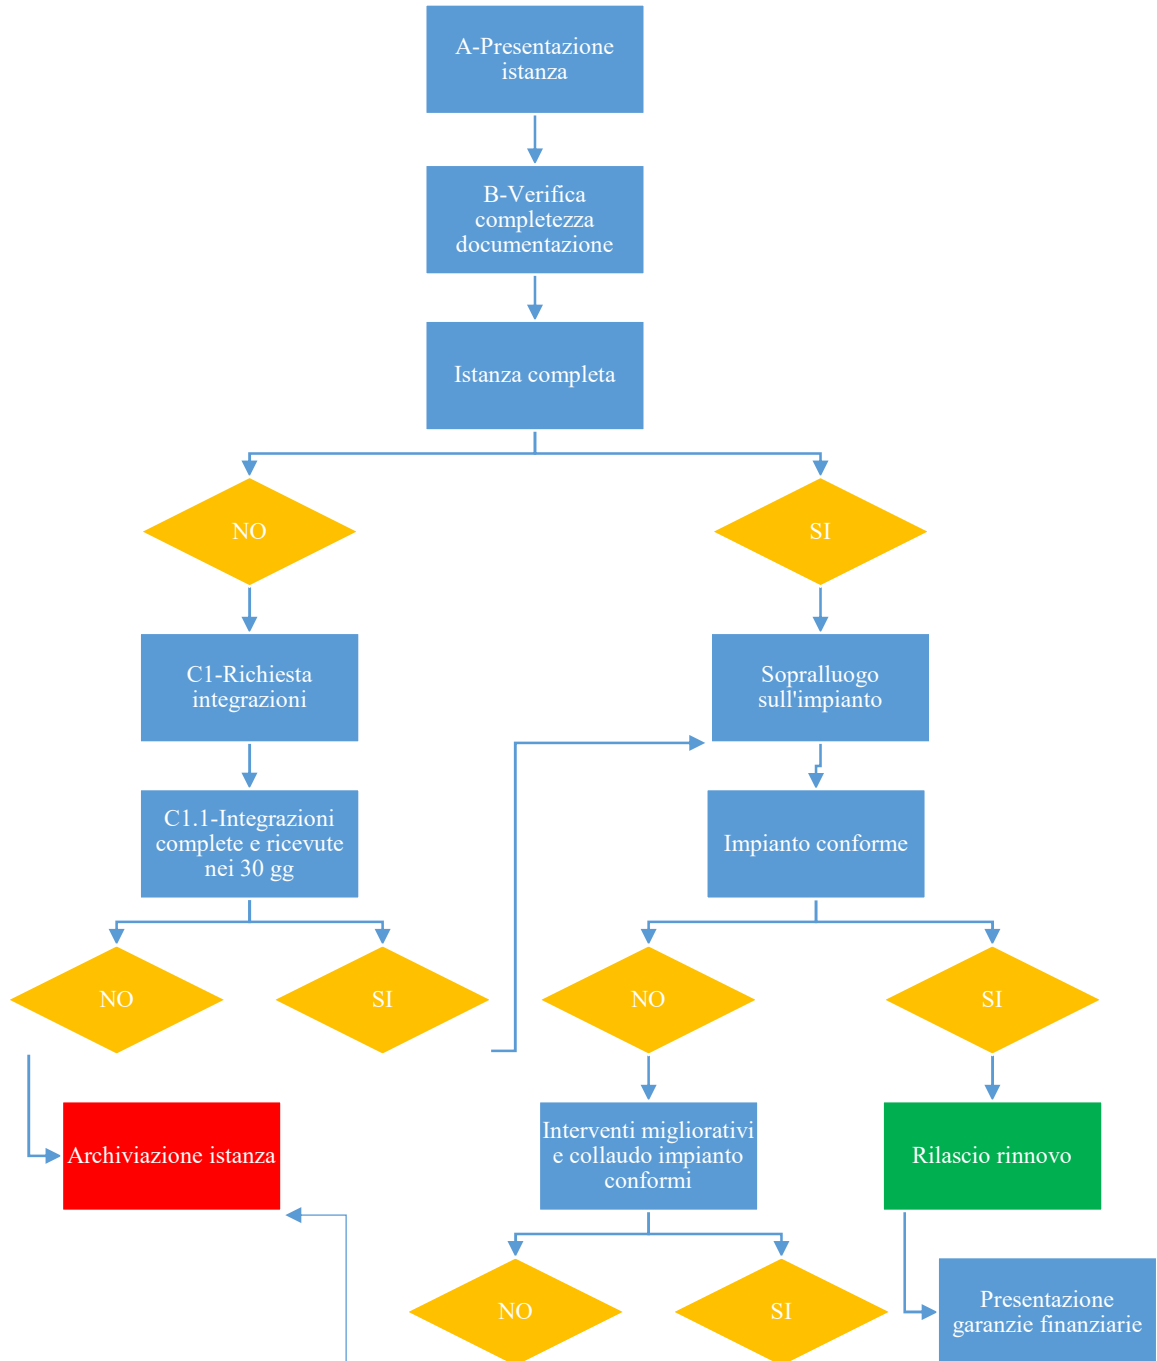 A-Presentazione
istanza
B-Verifica
completezza
documentazione
Istanza completa
NO
SI
C1-Richiesta
integrazioni
Sopralluogo
sull'impianto
C1.1-Integrazioni
complete e ricevute
nei 30 gg
Impianto conforme
NO
SI
NO
SI
Archiviazione istanza
Interventi migliorativi
e collaudo impianto
conformi
Rilascio rinnovo
NO
SI
Presentazione
garanzie finanziarie